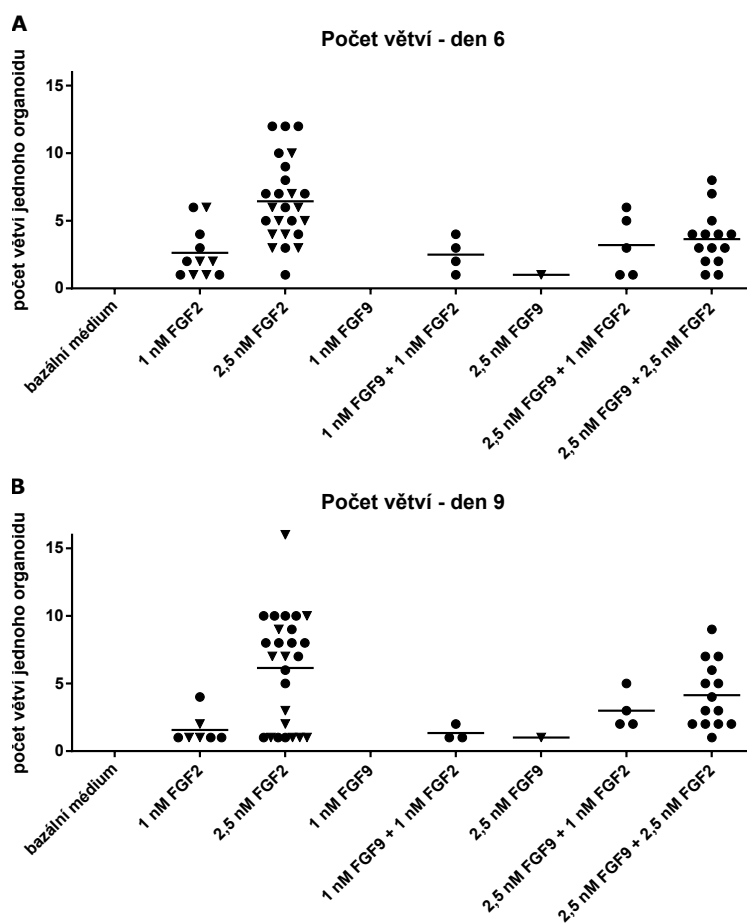 A
Počet větví - den 6
počet větví jednoho organoidu
15
10
5
0
bazální médium
1 nM FGF2
2,5 nM FGF2
1 nM FGF9
1 nM FGF9 + 1 nM FGF2
2,5 nM FGF9
2,5 nM FGF9 + 1 nM FGF2
2,5 nM FGF9 + 2,5 nM FGF2
B
Počet větví - den 9
počet větví jednoho organoidu
15
10
5
0
bazální médium
1 nM FGF2
2,5 nM FGF2
1 nM FGF9
1 nM FGF9 + 1 nM FGF2
2,5 nM FGF9
2,5 nM FGF9 + 1 nM FGF2
2,5 nM FGF9 + 2,5 nM FGF2